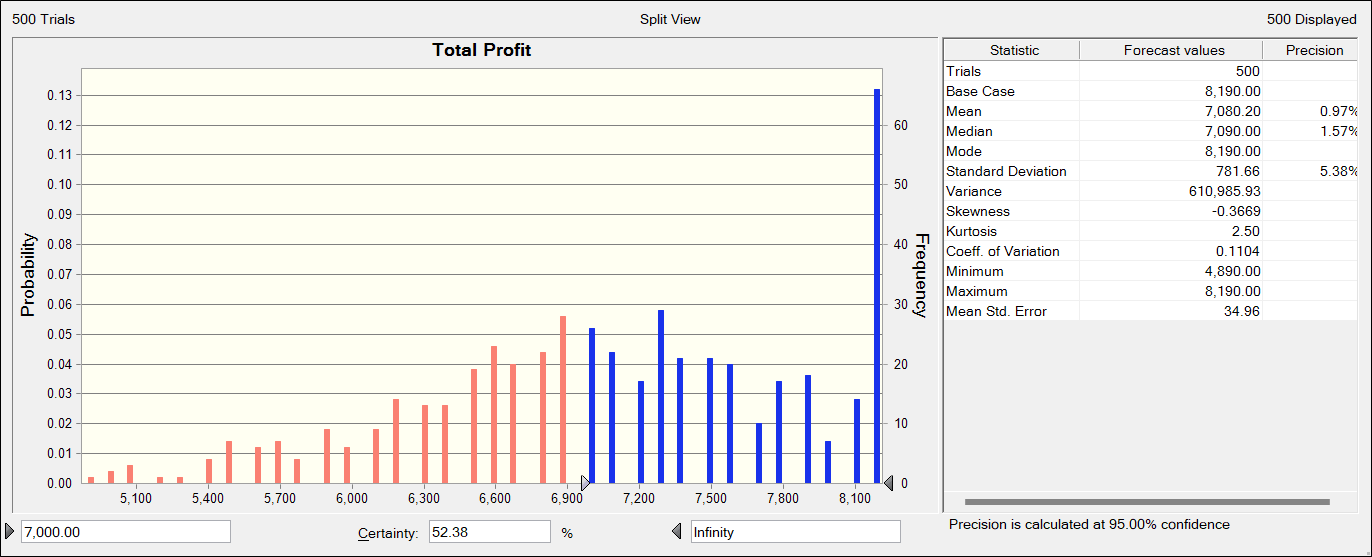 500 Trials Split View 500 Displayed
Total Profit
Statistic Forecast values Precision
Trials 500
Base Case 8,190.00
Mean 7,080.20 0.97%
Median 7,090.00 1.57%
Mode 8,190.00
Standard Deviation 781.66 5.38%
Variance 610,985.93
Skewness -0.3669
Kurtosis 2.50
Coeff. of Variation 0.1104
Minimum 4,890.00
Maximum 8,190.00
Mean Std. Error 34.96
Probability
0.13
0.12
0.11
0.10
0.09
0.08
0.07
0.06
0.05
0.04
0.03
0.02
0.01
0.00
Frequency
60
50
40
30
20
10
0
5,100 5,400 5,700 6,000 6,300 6,600 6,900 7,200 7,500 7,800 8,100
7,000.00 Certainty: 52.38 % Infinity
Precision is calculated at 95.00% confidence